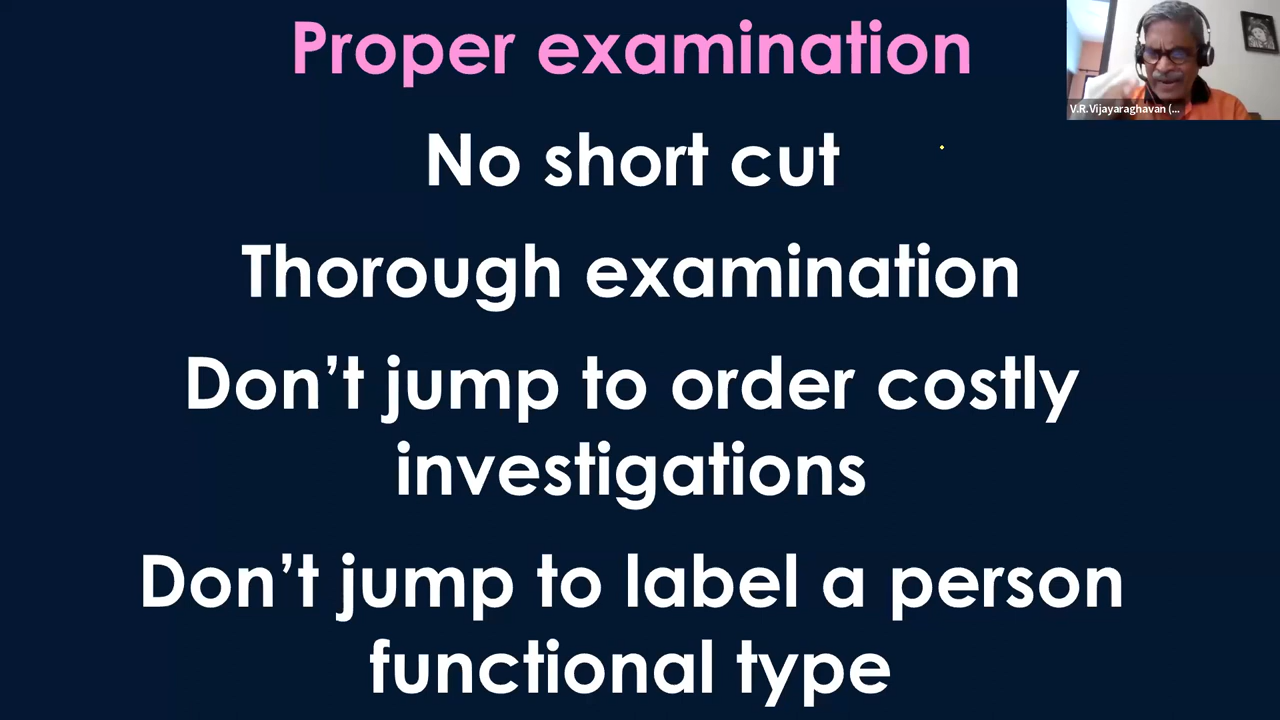 Proper examination
V.R.Vijayaraghavan (...
No short cut
Thorough examination
Don’t jump to order costly
investigations
Don’t jump to label a person
functional type